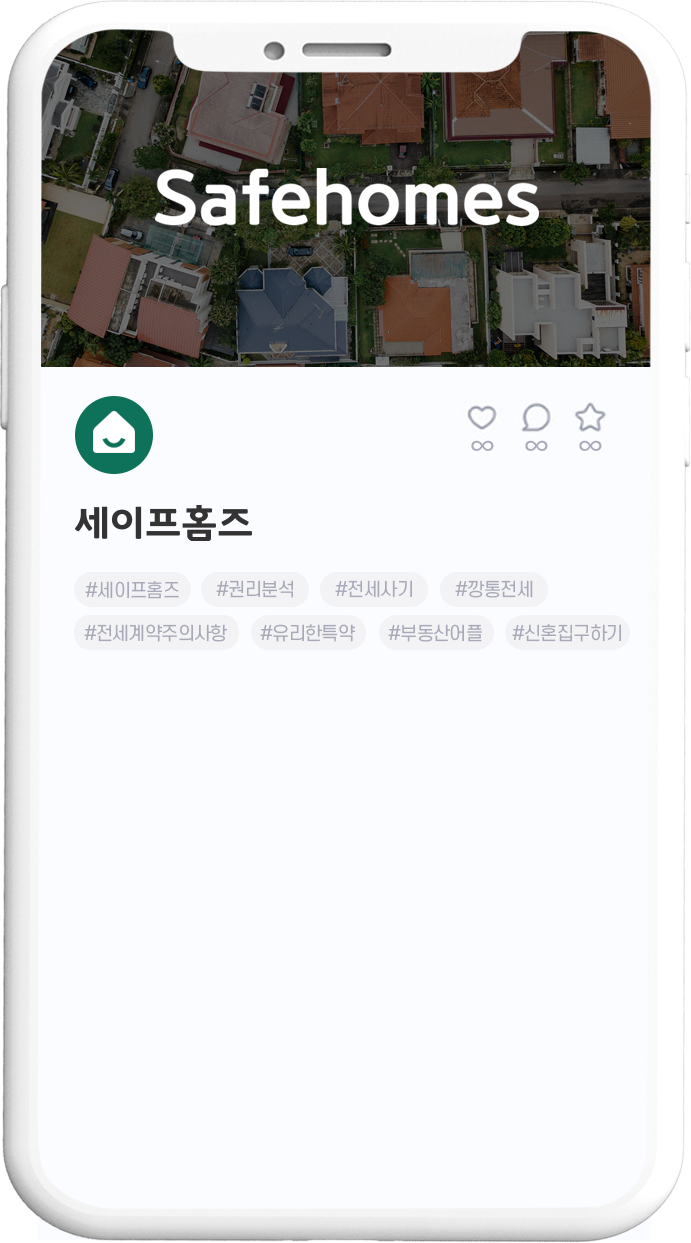 Safehomes
∞ ∞ ∞
세이프홈즈
#세이프홈즈 #권리분석 #전세사기 #깡통전세
#전세계약주의사항 #유리한특약 #부동산어플 #신혼집구하기